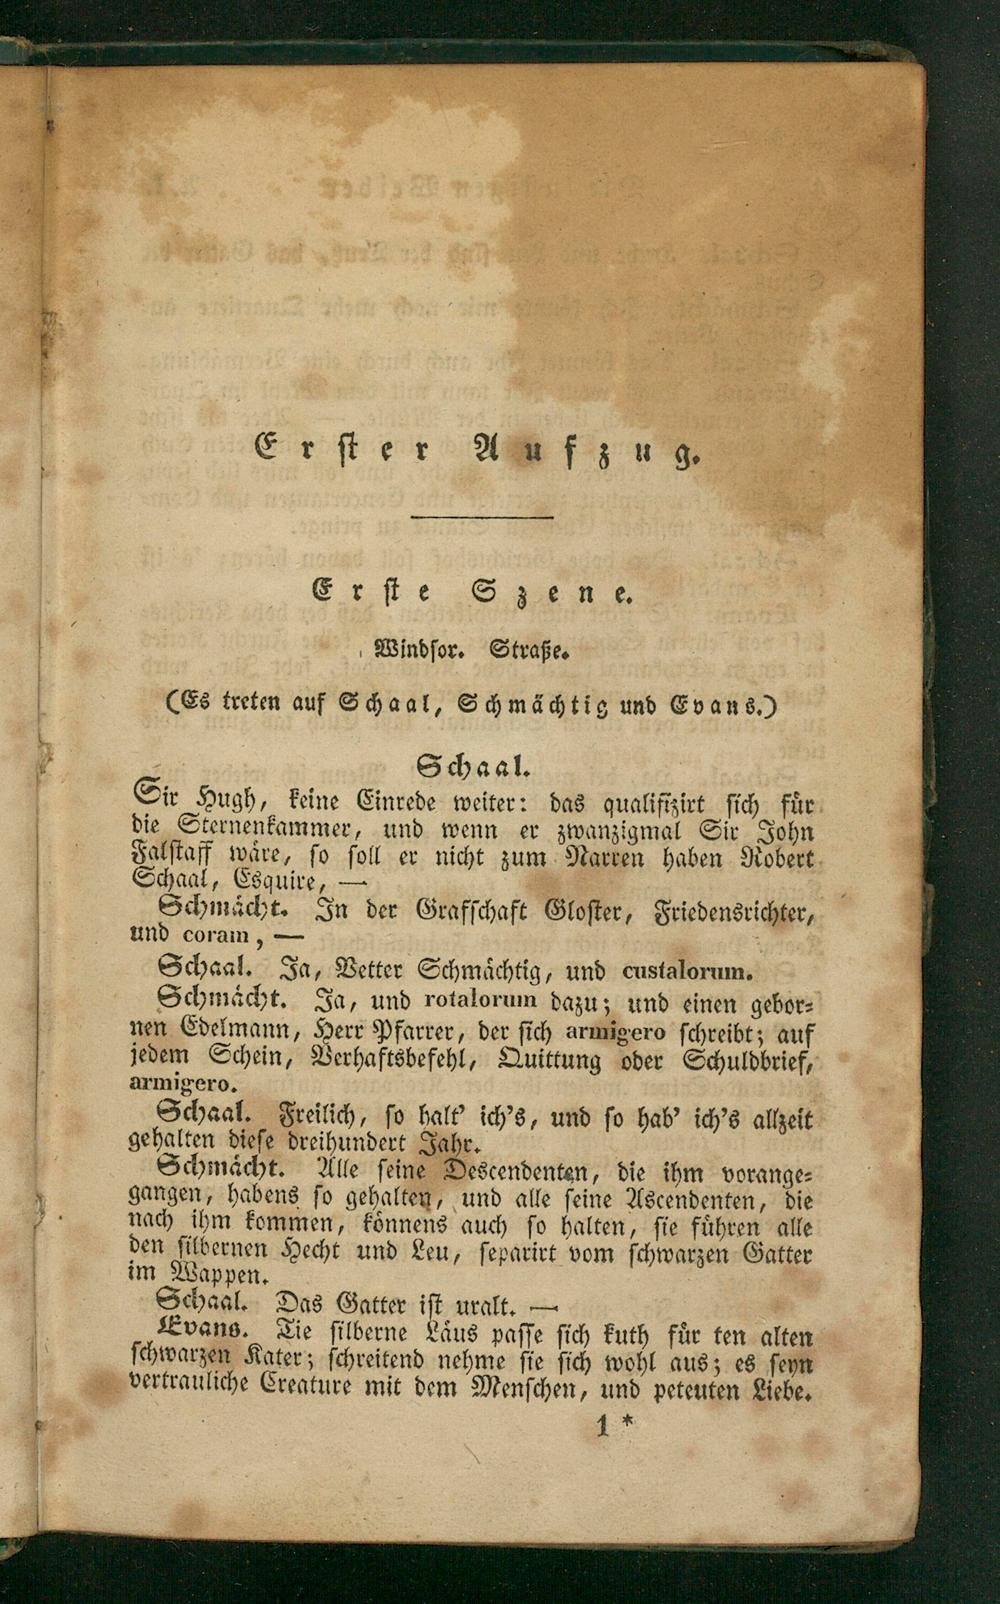 Erster Aufzug.
Erste Szene.
Windsor. Straße.
(Es treten auf Schaal, Schmächtig und Evans.)
Schaal.
Sir Hugh, keine Einrede weiter: das qualifizirt sich für
die Sternenkammer, und wenn er zwanzigmal Sir John
Falstaff wäre, so soll er nicht zum Narren haben Robert
Schaal, Esquire, —
Schmächt. In der Grafschaft Gloster, Friedensrichter,
und coram, —
Schaal. Ja, Vetter Schmächtig, und custalorum.
Schmächt. Ja, und rotalorum dazu; und einen gebor-
nen Edelmann, Herr Pfarrer, der sich armigero schreibt; auf
jedem Schein, Verhaftsbefehl, Quittung oder Schuldbrief,
armigero.
Schaal. Freilich, so halt' ich's, und so hab' ich's allzeit
gehalten diese dreihundert Jahr.
Schmächt. Alle seine Descendenten, die ihm vorange-
gangen, habens so gehalten, und alle seine Ascendenten, die
nach ihm kommen, könnens auch so halten, sie führen alle
den silbernen Hecht und Leu, separirt vom schwarzen Gatter
im Wappen.
Schaal. Das Gatter ist uralt. —
Evans. Tie silberne Läus passe sich kuth für ten alten
schwarzen Kater; schreitend nehme sie sich wohl aus; es seyn
vertrauliche Creature mit dem Menschen, und peteuten Liebe.
1 *